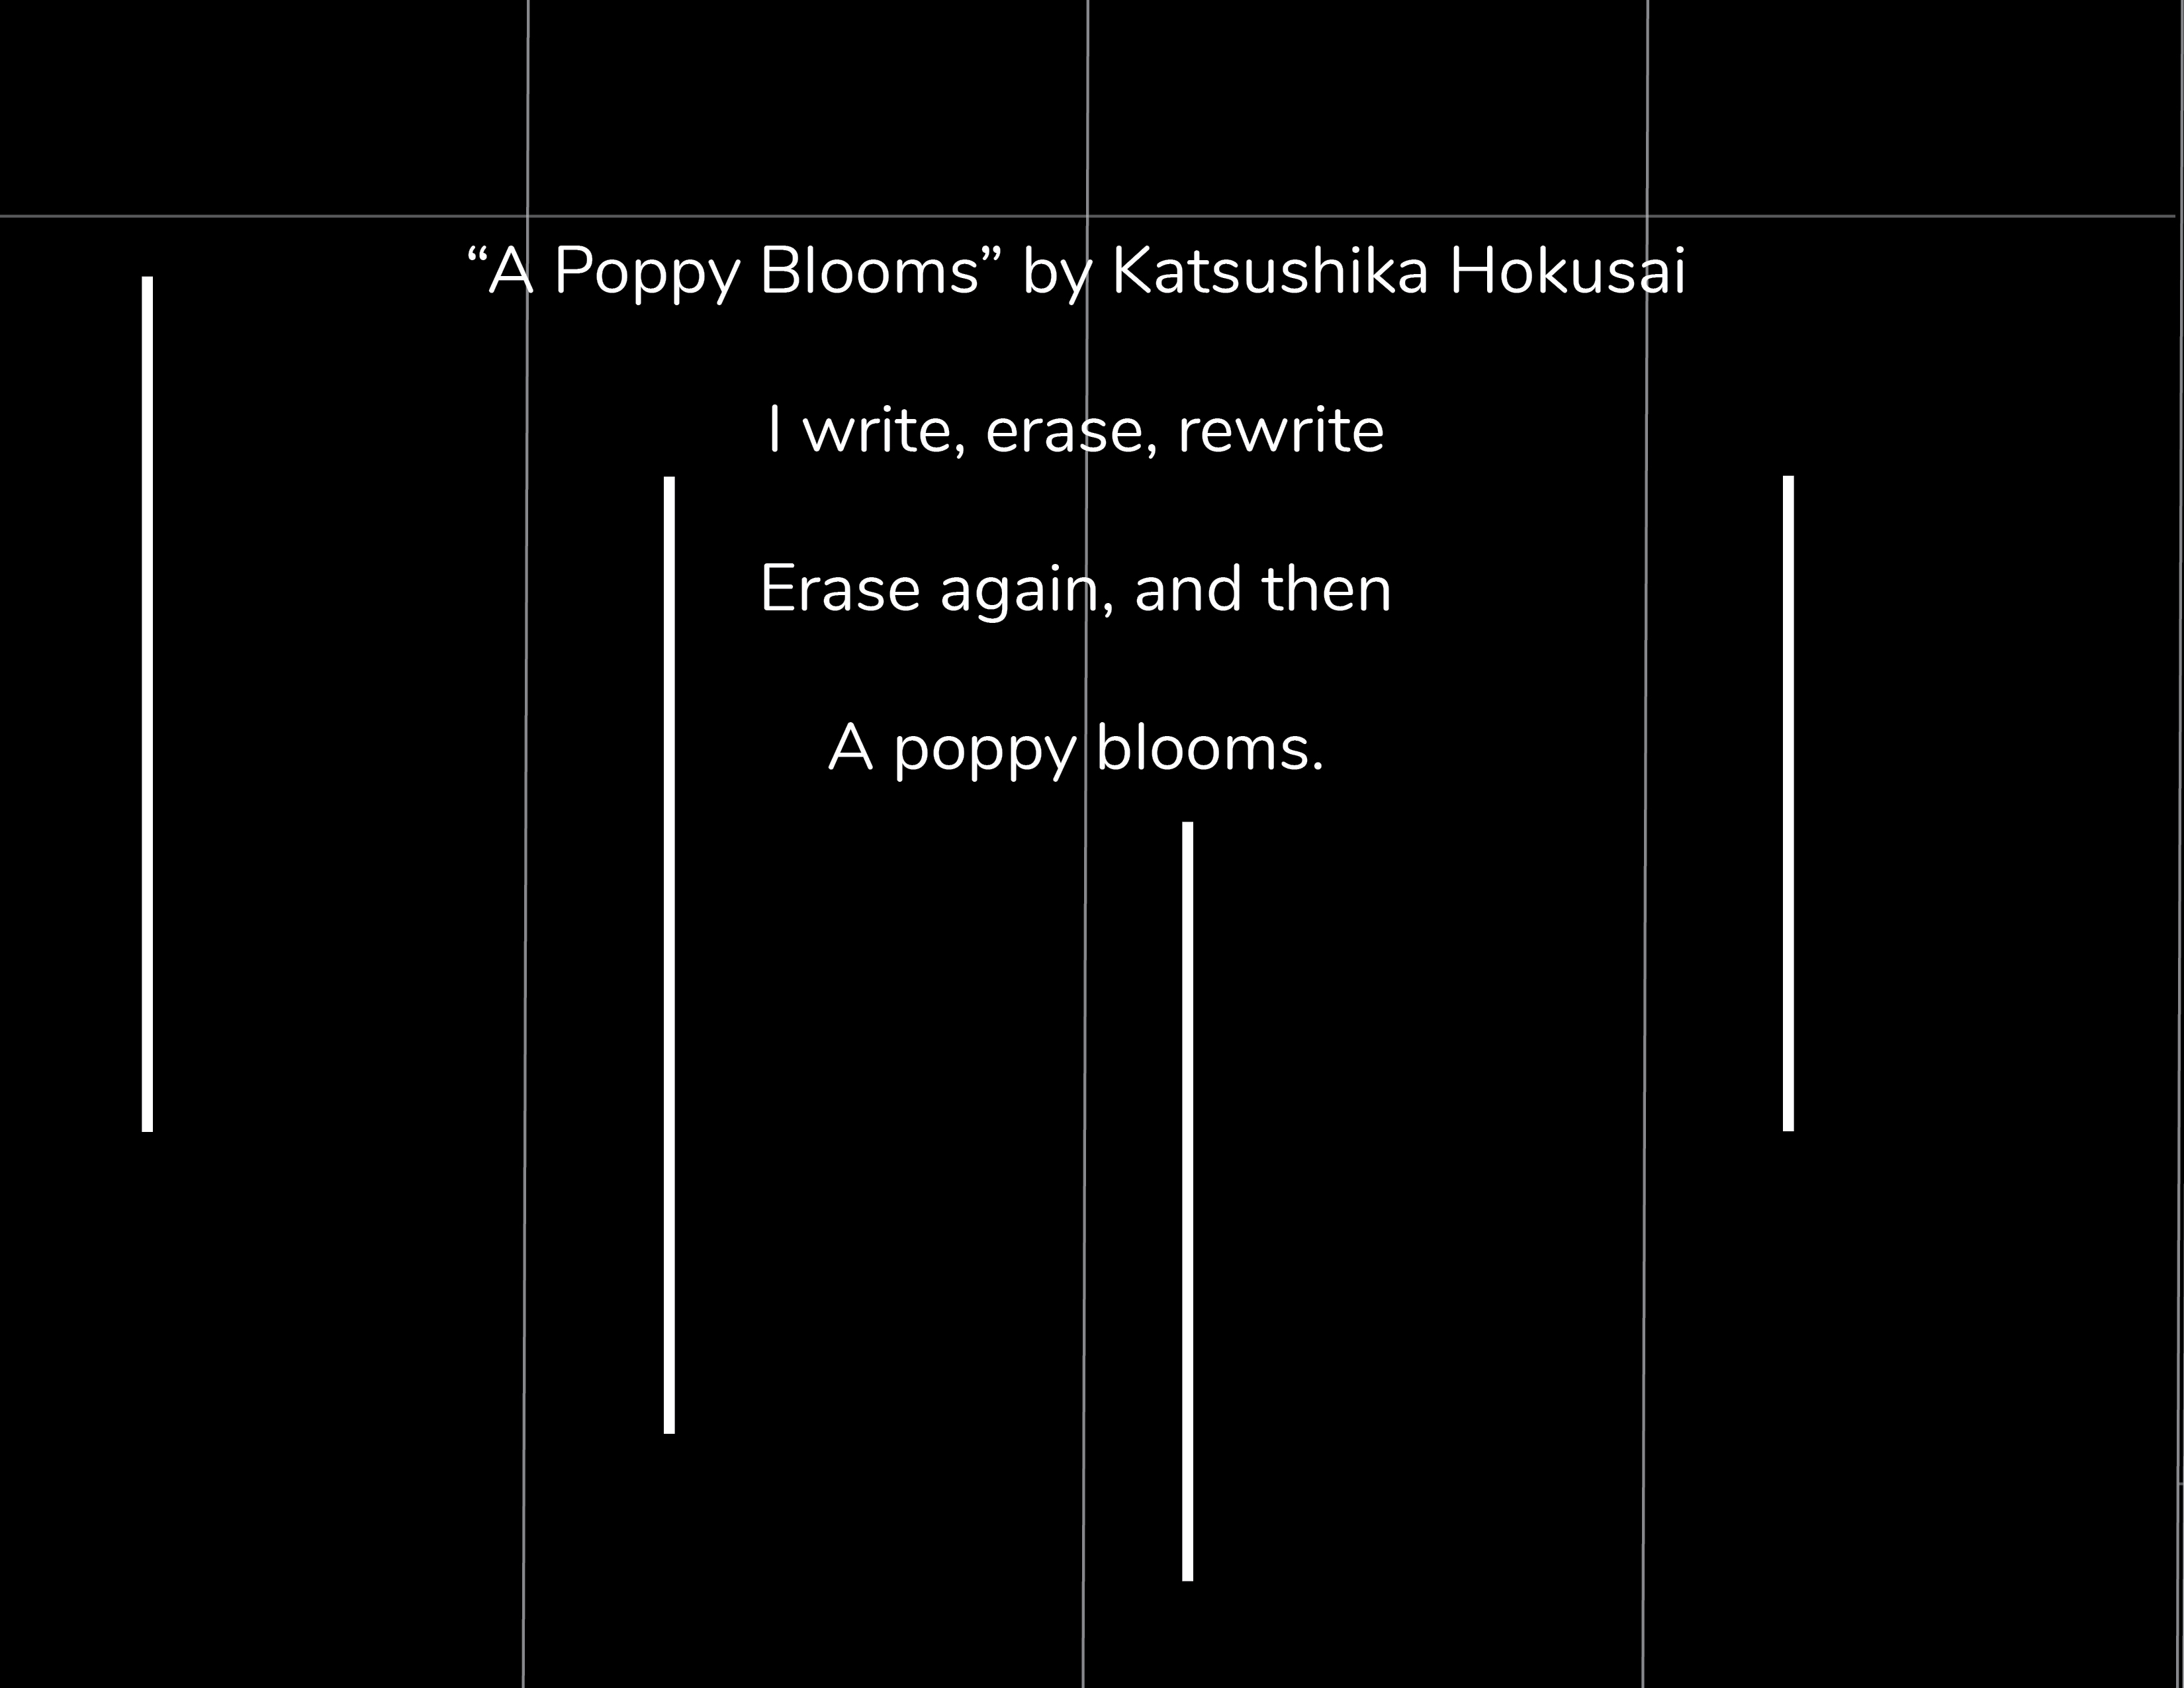 “A Poppy Blooms” by Katsushika Hokusai
I write, erase, rewrite
Erase again, and then
A poppy blooms.